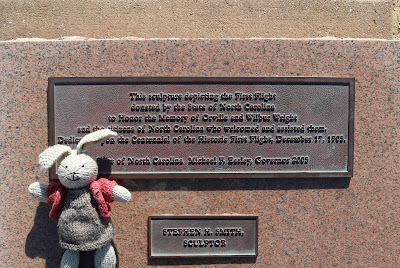 This sculpture depicting the First Flight
donated by the State of North Carolina
to Honor the Memory of Orville and Wilbur Wright
and the citizens of North Carolina who welcomed and assisted them,
the Centennial of the Historic First Flight, December 17, 1903.
of North Carolina Michael F. Easley, Governor 2003
STEPHEN H. SMITH,
SCULPTOR